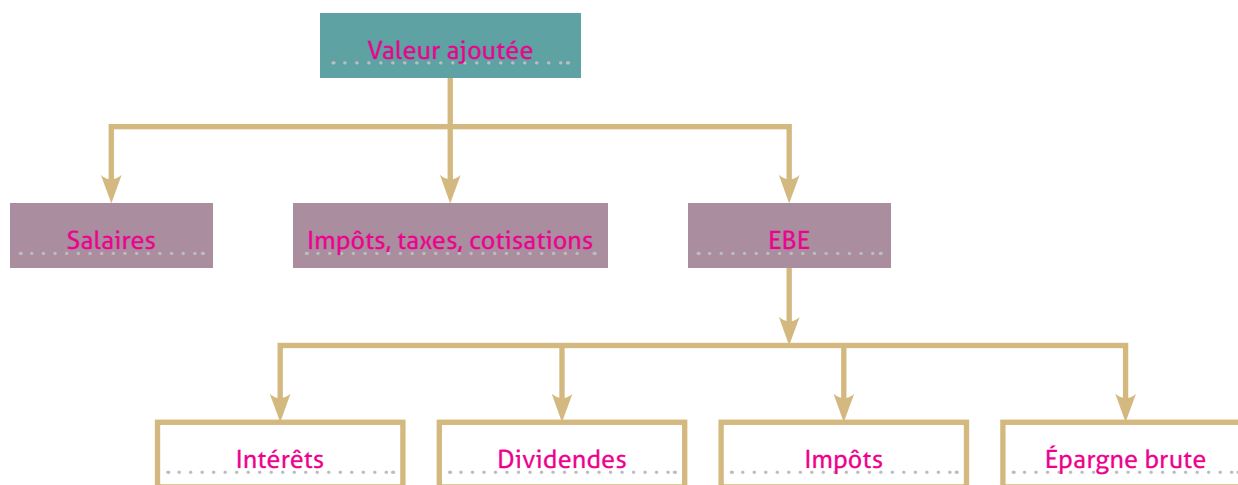 Valeur ajoutée
Salaires
Impôts, taxes, cotisations
EBE
Intérêts
Dividendes
Impôts
Épargne brute